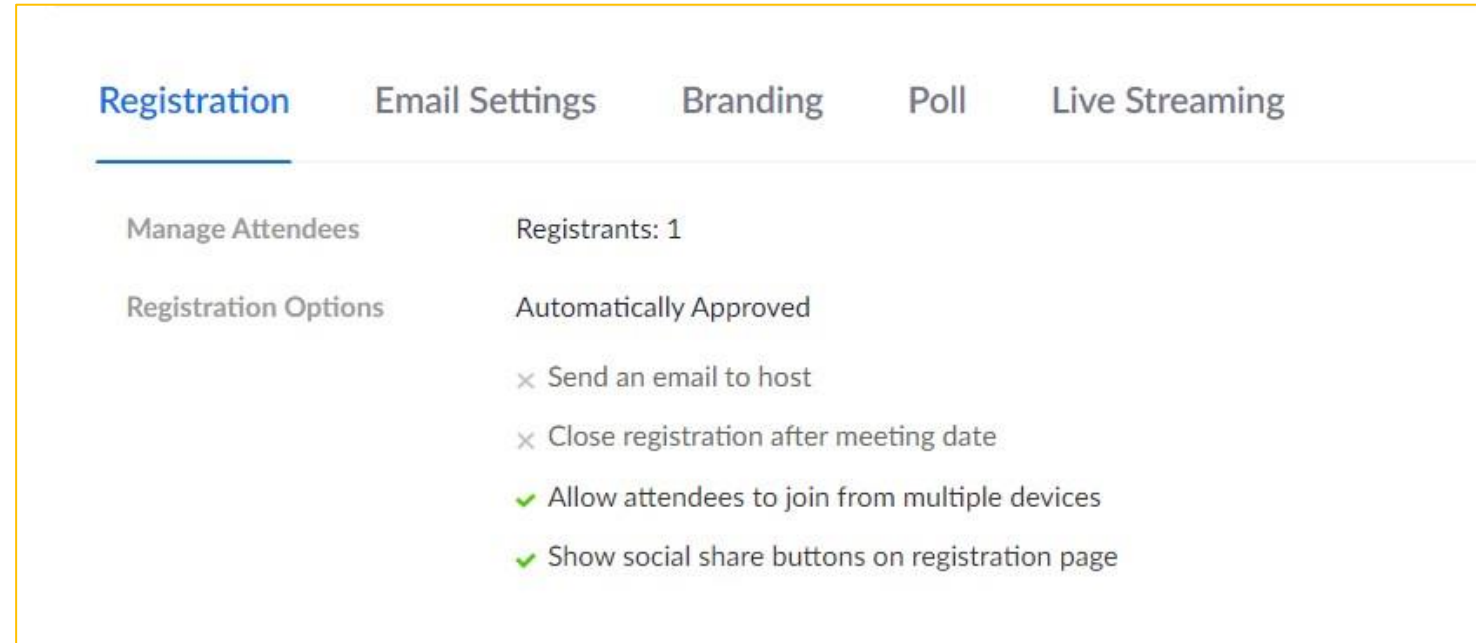 Registration Email Settings Branding Poll Live Streaming
Manage Attendees Registrants: 1
Registration Options Automatically Approved
Send an email to host
Close registration after meeting date
Allow attendees to join from multiple devices
Show social share buttons on registration page